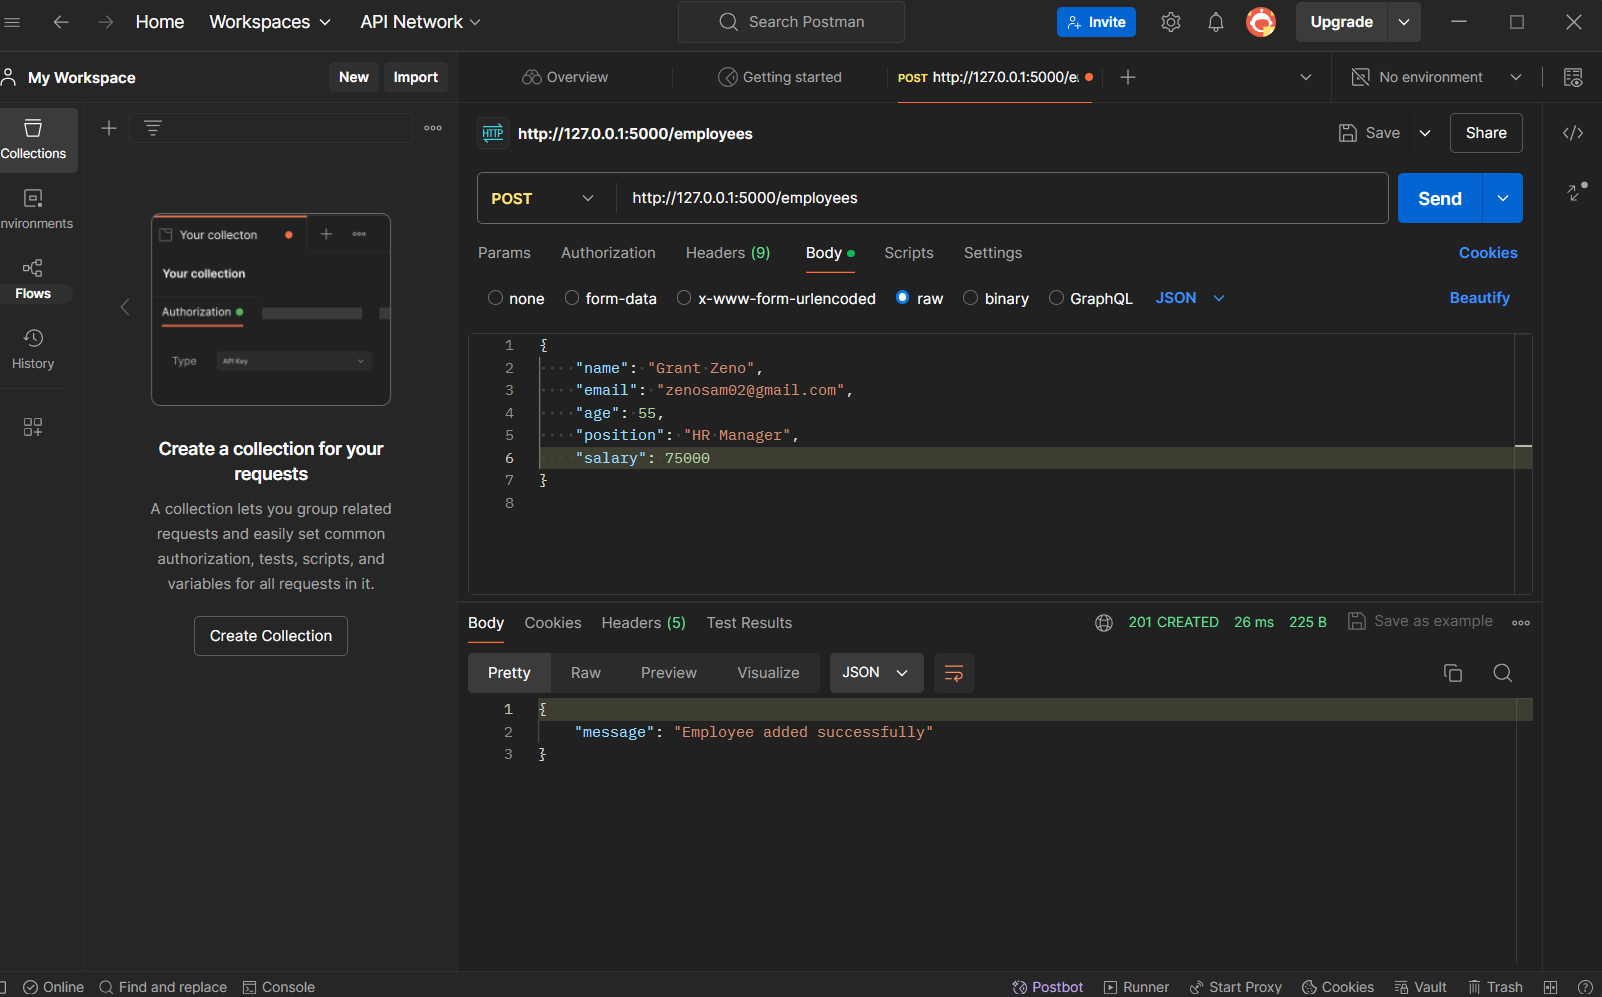 Home Workspaces API Network Search Postman Invite Upgrade
My Workspace New Import Overview Getting started POST http://127.0.0.1:5000/e. No environment
Collections
nvironments
Flows
History
Your collecton
Your collection
Authorization
Type API Key
Create a collection for your
requests
A collection lets you group related
requests and easily set common
authorization, tests, scripts, and
variables for all requests in it.
Create Collection
HTTP http://127.0.0.1:5000/employees Save Share
POST http://127.0.0.1:5000/employees Send
Params Authorization Headers (9) Body Scripts Settings Cookies
none form-data x-www-form-urlencoded raw binary GraphQL JSON Beautify
1 {
2 "name": "Grant Zeno",
3 "email": "zenosam02@gmail.com",
4 "age": 55,
5 "position": "HR Manager",
6 "salary": 75000
7 }
8
Body Cookies Headers (5) Test Results 201 CREATED 26 ms 225 B Save as example
Pretty Raw Preview Visualize JSON
1 {
2 "message": "Employee added successfully"
3 }
Online Find and replace Console Postbot Runner Start Proxy Cookies Vault Trash